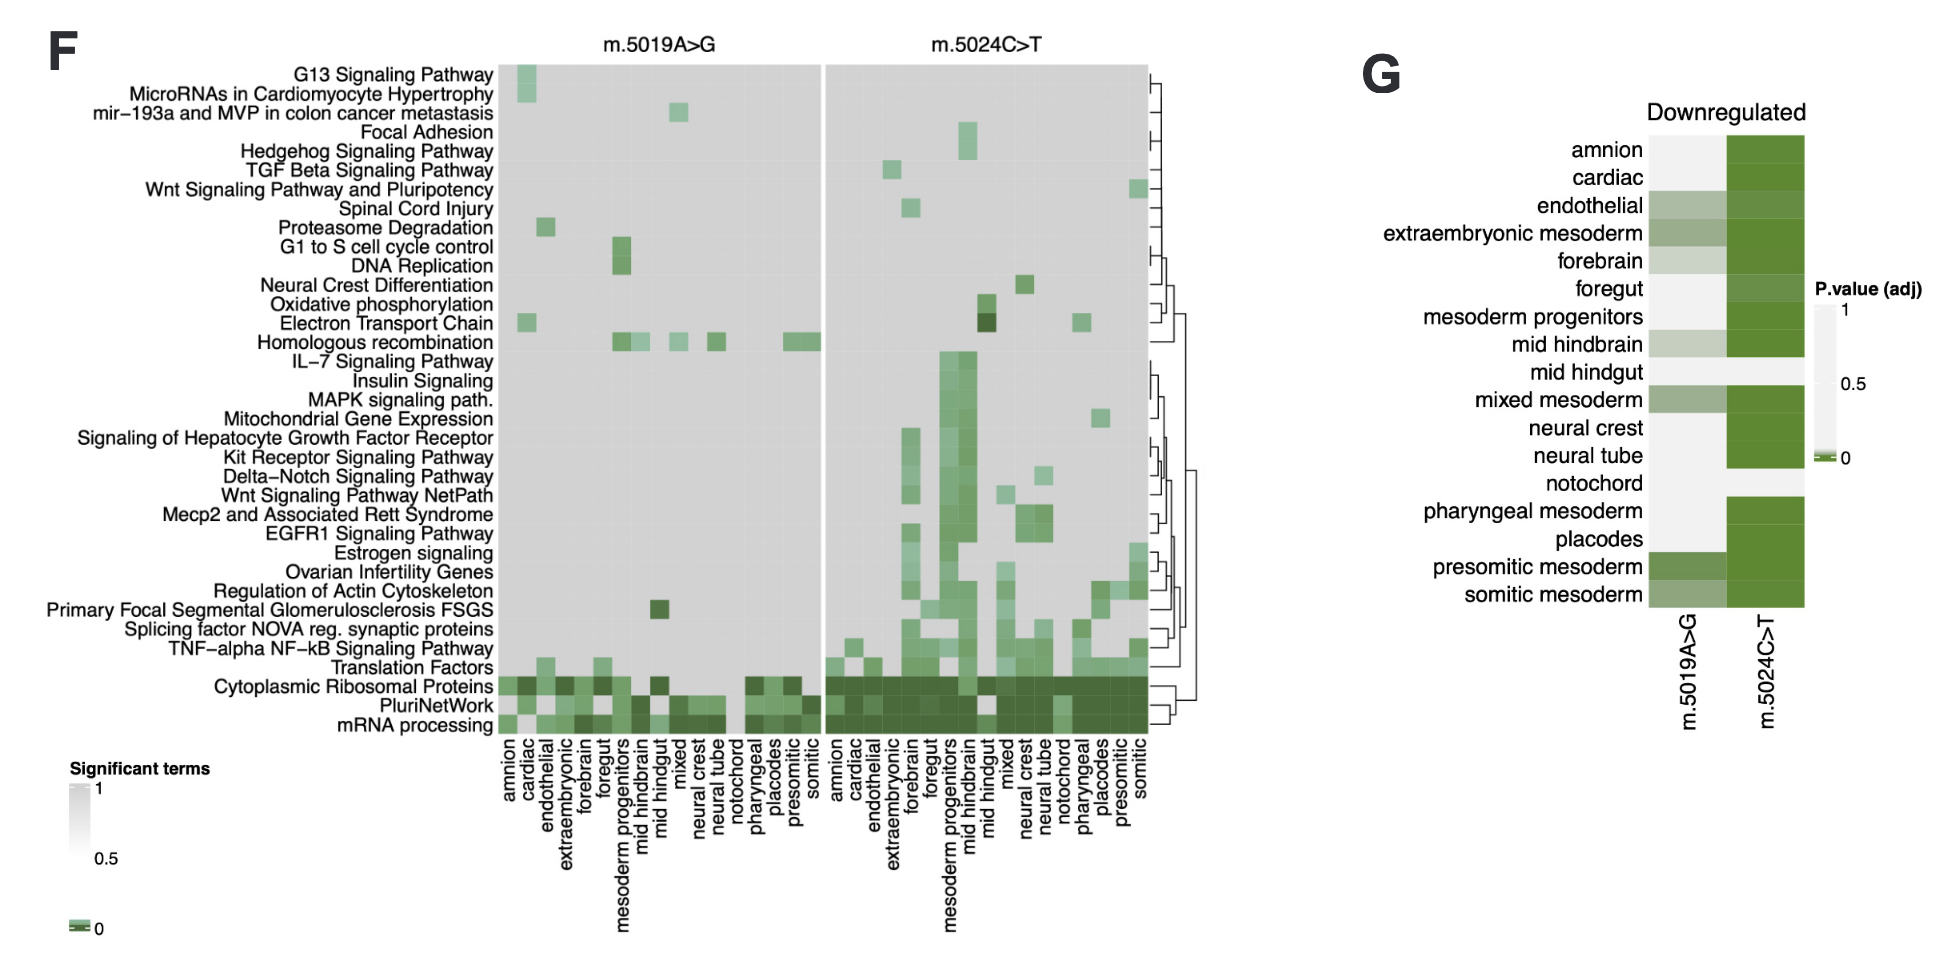 F
m.5019A>G
m.5024C>T
G13 Signaling Pathway
MicroRNAs in Cardiomyocyte Hypertrophy
mir−193a and MVP in colon cancer metastasis
Focal Adhesion
Hedgehog Signaling Pathway
TGF Beta Signaling Pathway
Wnt Signaling Pathway and Pluripotency
Spinal Cord Injury
Proteasome Degradation
G1 to S cell cycle control
DNA Replication
Neural Crest Differentiation
Oxidative phosphorylation
Electron Transport Chain
Homologous recombination
IL−7 Signaling Pathway
Insulin Signaling
MAPK signaling path.
Mitochondrial Gene Expression
Signaling of Hepatocyte Growth Factor Receptor
Kit Receptor Signaling Pathway
Delta−Notch Signaling Pathway
Wnt Signaling Pathway NetPath
Mecp2 and Associated Rett Syndrome
EGFR1 Signaling Pathway
Estrogen signaling
Ovarian Infertility Genes
Regulation of Actin Cytoskeleton
Primary Focal Segmental Glomerulosclerosis FSGS
Splicing factor NOVA reg. synaptic proteins
TNF−alpha NF−kB Signaling Pathway
Translation Factors
Cytoplasmic Ribosomal Proteins
PluriNetWork
mRNA processing
amnion
cardiac
endothelial
extraembryonic
forebrain
foregut
mesoderm progenitors
mid hindbrain
mid hindgut
mixed
neural crest
neural tube
notochord
pharyngeal
placodes
presomitic
somitic
amnion
cardiac
endothelial
extraembryonic
forebrain
foregut
mesoderm progenitors
mid hindbrain
mid hindgut
mixed
neural crest
neural tube
notochord
pharyngeal
placodes
presomitic
somitic
Significant terms
1
0.5
0
G
Downregulated
amnion
cardiac
endothelial
extraembryonic mesoderm
forebrain
foregut
mesoderm progenitors
mid hindbrain
mid hindgut
mixed mesoderm
neural crest
neural tube
notochord
pharyngeal mesoderm
placodes
presomitic mesoderm
somitic mesoderm
m.5019A>G
m.5024C>T
P.value (adj)
1
0.5
0